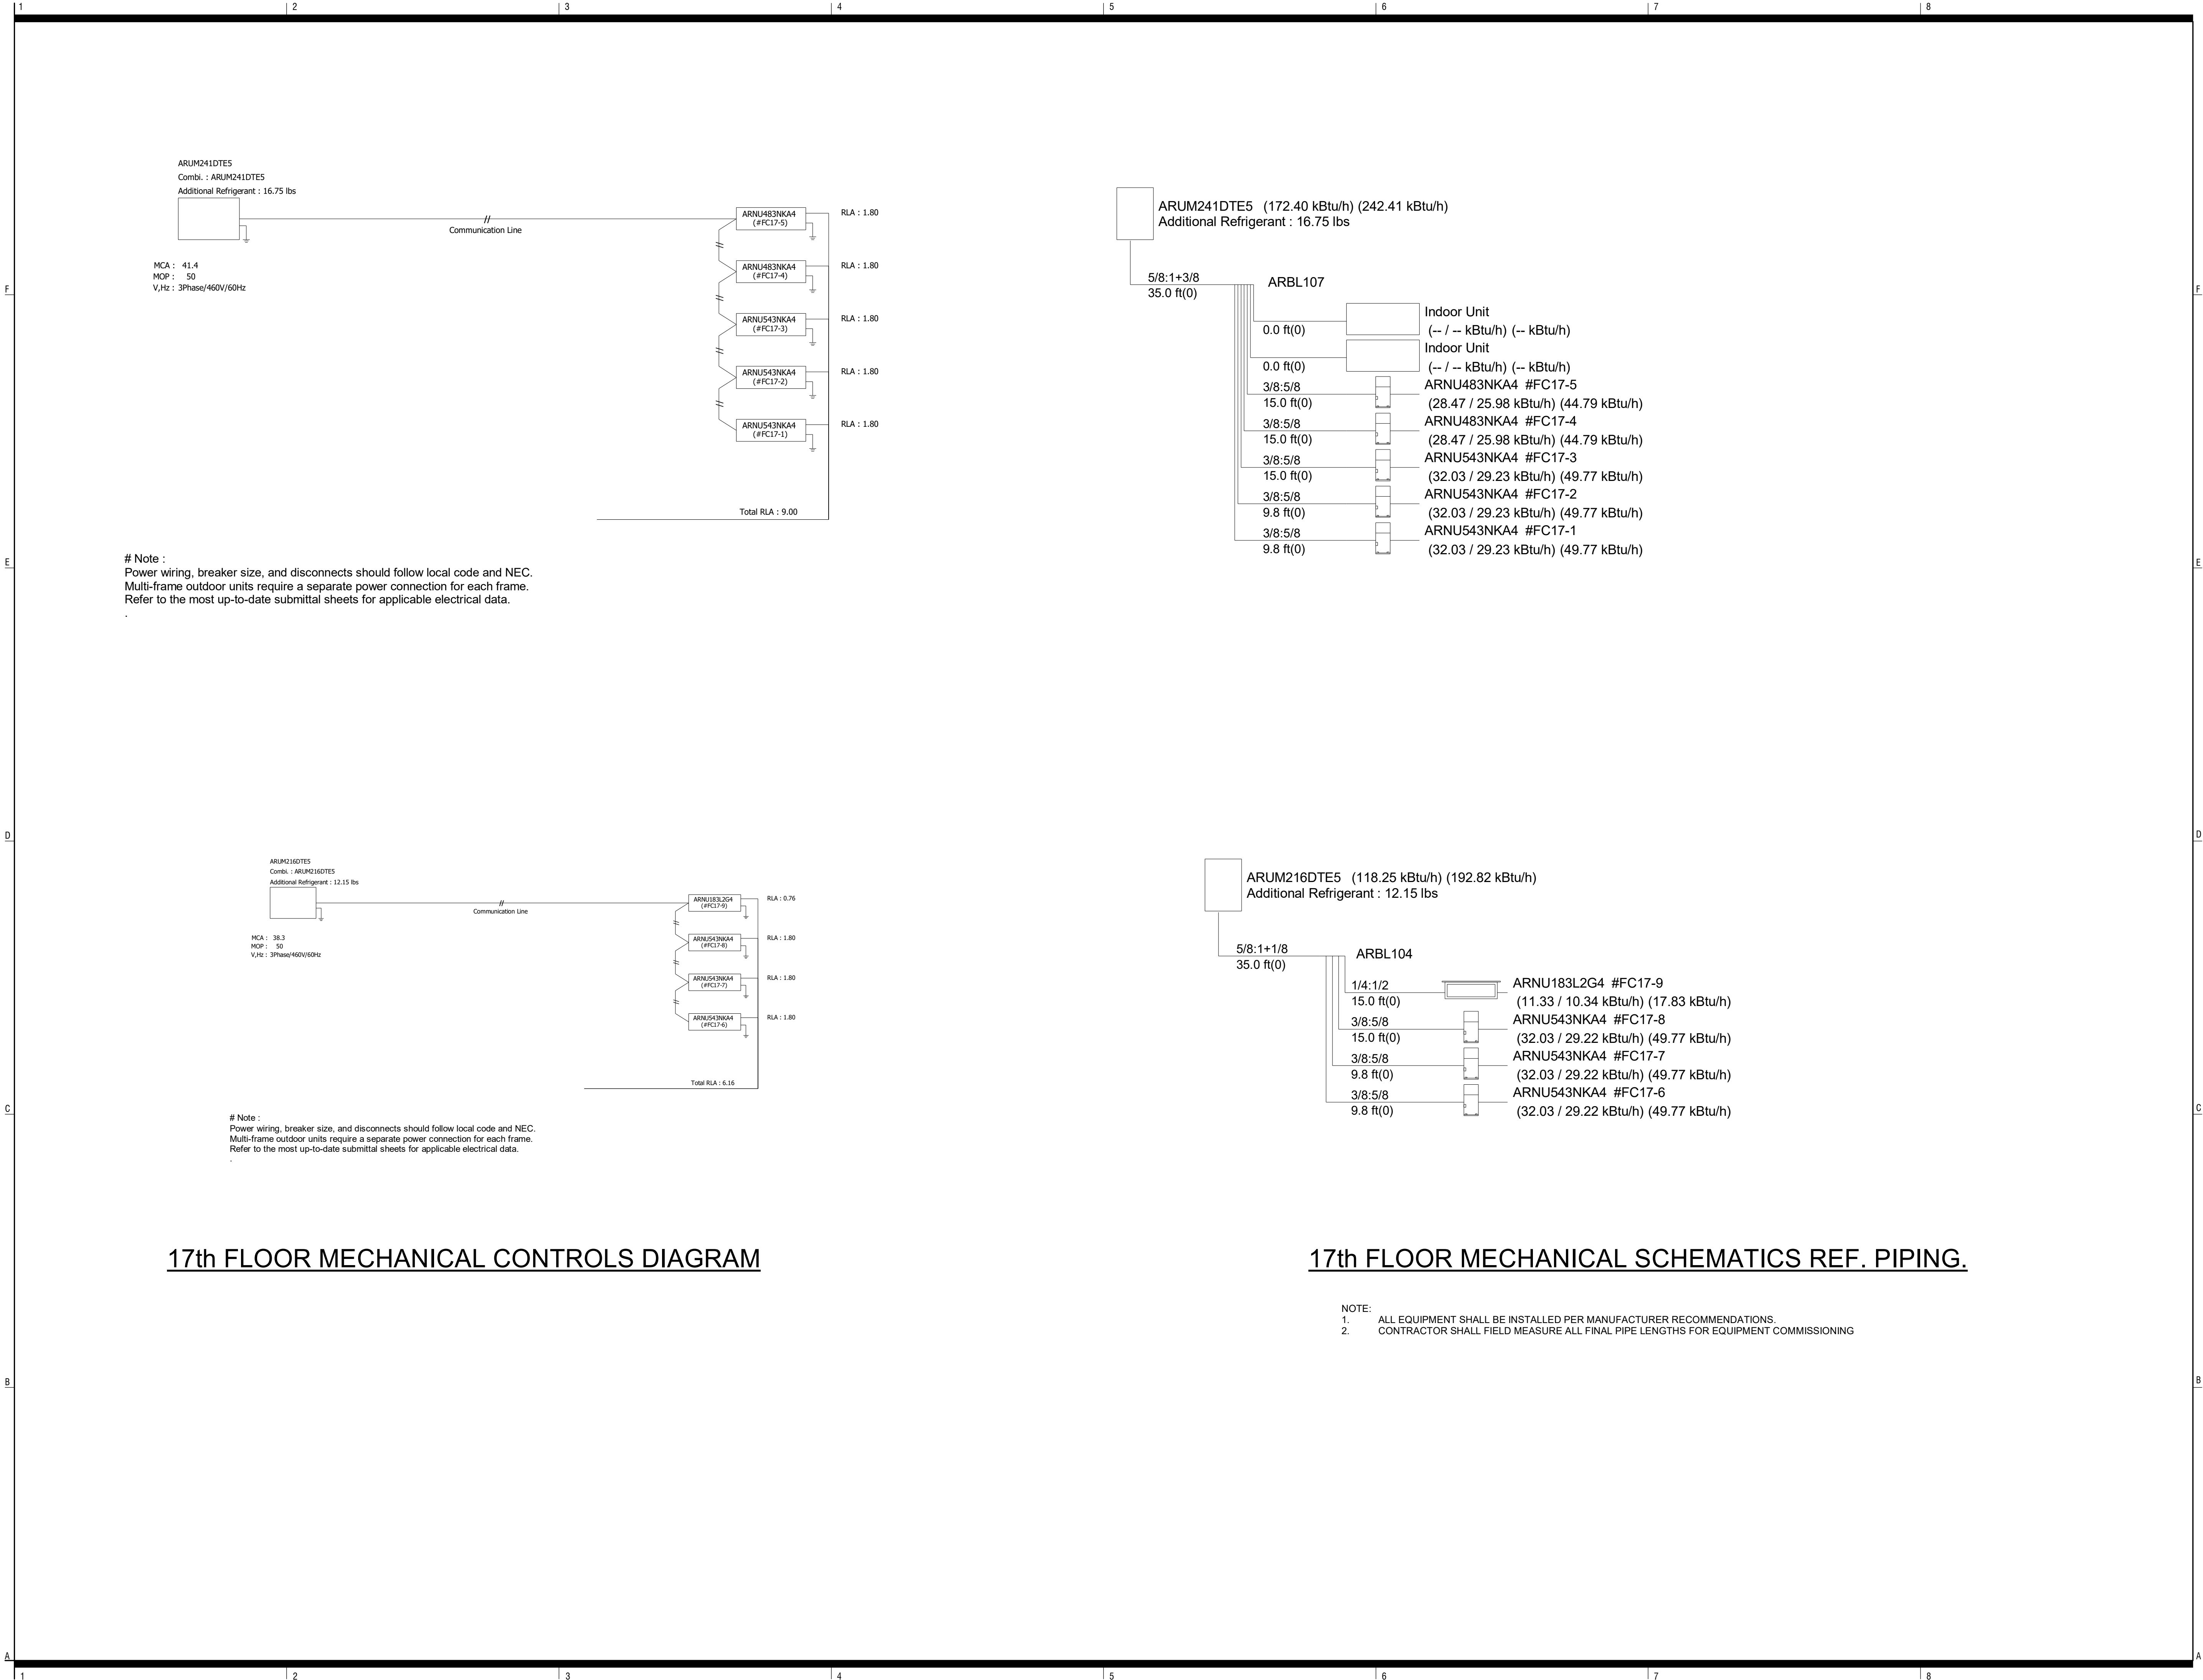 1 2 3 4 5 6 7 8
ARUM241DTE5
Combi. : ARUM241DTE5
Additional Refrigerant : 16.75 lbs
Communication Line
MCA : 41.4
MOP : 50
V,Hz : 3Phase/460V/60Hz
ARNU483NKA4
(#FC17-5)
RLA : 1.80
ARNU483NKA4
(#FC17-4)
RLA : 1.80
ARNU543NKA4
(#FC17-3)
RLA : 1.80
ARNU543NKA4
(#FC17-2)
RLA : 1.80
ARNU543NKA4
(#FC17-1)
RLA : 1.80
Total RLA : 9.00
# Note :
Power wiring, breaker size, and disconnects should follow local code and NEC.
Multi-frame outdoor units require a separate power connection for each frame.
Refer to the most up-to-date submittal sheets for applicable electrical data.
.
ARUM241DTE5 (172.40 kBtu/h) (242.41 kBtu/h)
Additional Refrigerant : 16.75 lbs
5/8:1+3/8
35.0 ft(0)
ARBL107
Indoor Unit
0.0 ft(0)
(-- / -- kBtu/h) (-- kBtu/h)
Indoor Unit
0.0 ft(0)
(-- / -- kBtu/h) (-- kBtu/h)
3/8:5/8
ARNU483NKA4 #FC17-5
15.0 ft(0)
(28.47 / 25.98 kBtu/h) (44.79 kBtu/h)
3/8:5/8
ARNU483NKA4 #FC17-4
15.0 ft(0)
(28.47 / 25.98 kBtu/h) (44.79 kBtu/h)
3/8:5/8
ARNU543NKA4 #FC17-3
15.0 ft(0)
(32.03 / 29.23 kBtu/h) (49.77 kBtu/h)
3/8:5/8
ARNU543NKA4 #FC17-2
9.8 ft(0)
(32.03 / 29.23 kBtu/h) (49.77 kBtu/h)
3/8:5/8
ARNU543NKA4 #FC17-1
9.8 ft(0)
(32.03 / 29.23 kBtu/h) (49.77 kBtu/h)
ARUM216DTE5
Combi. : ARUM216DTE5
Additional Refrigerant : 12.15 lbs
Communication Line
MCA : 38.3
MOP : 50
V,Hz : 3Phase/460V/60Hz
ARNU183L2G4
(#FC17-9)
RLA : 0.76
ARNU543NKA4
(#FC17-8)
RLA : 1.80
ARNU543NKA4
(#FC17-7)
RLA : 1.80
ARNU543NKA4
(#FC17-6)
RLA : 1.80
Total RLA : 6.16
# Note :
Power wiring, breaker size, and disconnects should follow local code and NEC.
Multi-frame outdoor units require a separate power connection for each frame.
Refer to the most up-to-date submittal sheets for applicable electrical data.
.
ARUM216DTE5 (118.25 kBtu/h) (192.82 kBtu/h)
Additional Refrigerant : 12.15 lbs
5/8:1+1/8
35.0 ft(0)
ARBL104
1/4:1/2
ARNU183L2G4 #FC17-9
15.0 ft(0)
(11.33 / 10.34 kBtu/h) (17.83 kBtu/h)
3/8:5/8
ARNU543NKA4 #FC17-8
15.0 ft(0)
(32.03 / 29.22 kBtu/h) (49.77 kBtu/h)
3/8:5/8
ARNU543NKA4 #FC17-7
9.8 ft(0)
(32.03 / 29.22 kBtu/h) (49.77 kBtu/h)
3/8:5/8
ARNU543NKA4 #FC17-6
9.8 ft(0)
(32.03 / 29.22 kBtu/h) (49.77 kBtu/h)
17th FLOOR MECHANICAL CONTROLS DIAGRAM
17th FLOOR MECHANICAL SCHEMATICS REF. PIPING.
NOTE:
1. ALL EQUIPMENT SHALL BE INSTALLED PER MANUFACTURER RECOMMENDATIONS.
2. CONTRACTOR SHALL FIELD MEASURE ALL FINAL PIPE LENGTHS FOR EQUIPMENT COMMISSIONING
F F
E E
D D
C C
B B
A A
1 2 3 4 5 6 7 8